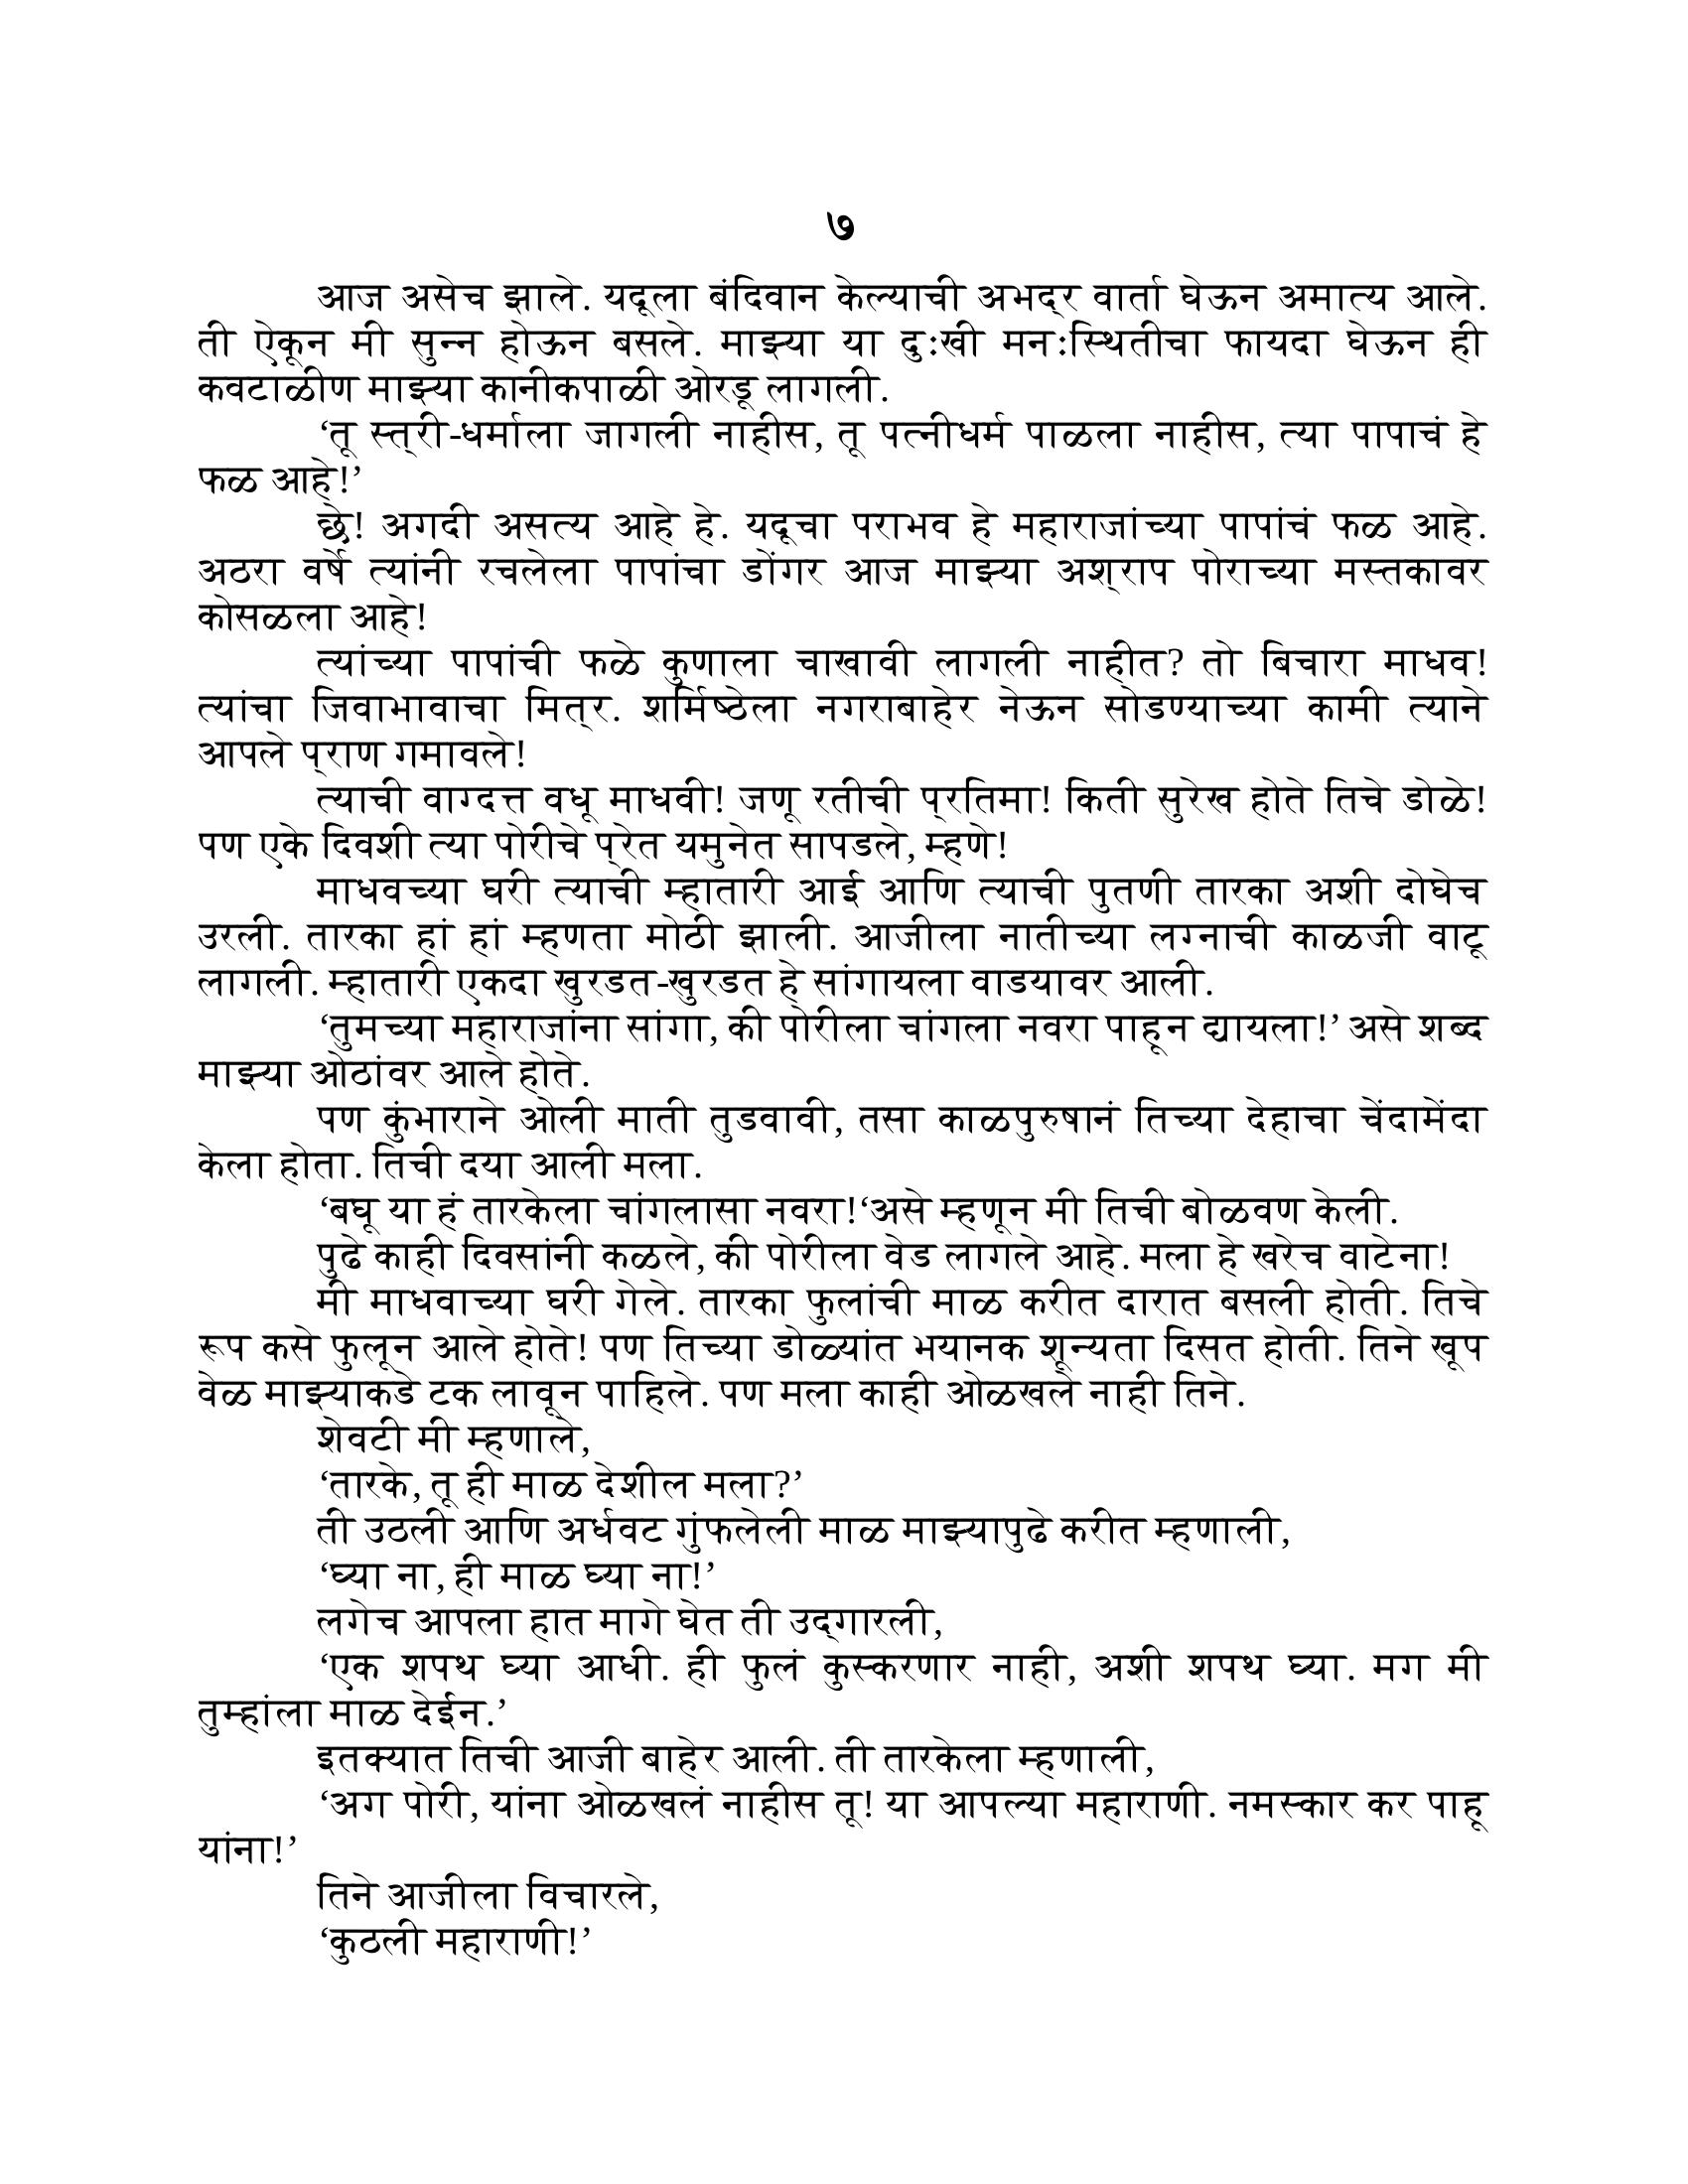 ७
आज असेच झाले. यदूला बंदिवान केल्याची अभद्र वार्ता घेऊन अमात्य आले.
ती ऐकून मी सुन्न होऊन बसले. माझ्या या दुःखी मनःस्थितीचा फायदा घेऊन ही
कवटाळीण माझ्या कानीकपाळी ओरडू लागली.
‘तू स्त्री-धर्माला जागली नाहीस, तू पत्नीधर्म पाळला नाहीस, त्या पापाचं हे
फळ आहे!’
छे! अगदी असत्य आहे हे. यदूचा पराभव हे महाराजांच्या पापांचं फळ आहे.
अठरा वर्षे त्यांनी रचलेला पापांचा डोंगर आज माझ्या अश्राप पोराच्या मस्तकावर
कोसळला आहे!
त्यांच्या पापांची फळे कुणाला चाखावी लागली नाहीत? तो बिचारा माधव!
त्यांचा जिवाभावाचा मित्र. शर्मिष्ठेला नगराबाहेर नेऊन सोडण्याच्या कामी त्याने
आपले प्राण गमावले!
त्याची वाग्दत्त वधू माधवी! जणू रतीची प्रतिमा! किती सुरेख होते तिचे डोळे!
पण एके दिवशी त्या पोरीचे प्रेत यमुनेत सापडले, म्हणे!
माधवच्या घरी त्याची म्हातारी आई आणि त्याची पुतणी तारका अशी दोघेच
उरली. तारका हां हां म्हणता मोठी झाली. आजीला नातीच्या लग्नाची काळजी वाटू
लागली. म्हातारी एकदा खुरडत-खुरडत हे सांगायला वाडयावर आली.
‘तुमच्या महाराजांना सांगा, की पोरीला चांगला नवरा पाहून द्यायला!’ असे शब्द
माझ्या ओठांवर आले होते.
पण कुंभाराने ओली माती तुडवावी, तसा काळपुरुषानं तिच्या देहाचा चेंदामेंदा
केला होता. तिची दया आली मला.
‘बघू या हं तारकेला चांगलासा नवरा!‘असे म्हणून मी तिची बोळवण केली.
पुढे काही दिवसांनी कळले, की पोरीला वेड लागले आहे. मला हे खरेच वाटेना!
मी माधवाच्या घरी गेले. तारका फुलांची माळ करीत दारात बसली होती. तिचे
रूप कसे फुलून आले होते! पण तिच्या डोळ्यांत भयानक शून्यता दिसत होती. तिने खूप
वेळ माझ्याकडे टक लावून पाहिले. पण मला काही ओळखले नाही तिने.
शेवटी मी म्हणाले,
‘तारके, तू ही माळ देशील मला?’
ती उठली आणि अर्धवट गुंफलेली माळ माझ्यापुढे करीत म्हणाली,
‘घ्या ना, ही माळ घ्या ना!’
लगेच आपला हात मागे घेत ती उद्गारली,
‘एक शपथ घ्या आधी. ही फुलं कुस्करणार नाही, अशी शपथ घ्या. मग मी
तुम्हांला माळ देईन.’
इतक्यात तिची आजी बाहेर आली. ती तारकेला म्हणाली,
‘अग पोरी, यांना ओळखलं नाहीस तू! या आपल्या महाराणी. नमस्कार कर पाहू
यांना!’
तिने आजीला विचारले,
‘कुठली महाराणी!’